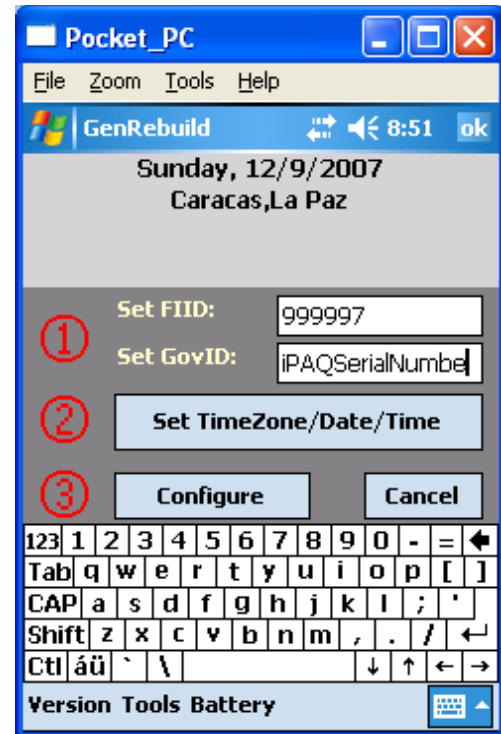 Pocket_PC
File Zoom Tools Help
GenRebuild 8:51 ok
Sunday, 12/9/2007
Caracas,La Paz
1 Set FIID: 999997
Set GovID: iPAQSerialNumbe
2 Set TimeZone/Date/Time
3 Configure Cancel
123 1 2 3 4 5 6 7 8 9 0 - =
Tab q w e r t y u i o p [ ]
CAP a s d f g h j k l ; '
Shift z x c v b n m , . /
Ctl áü ` \
Version Tools Battery